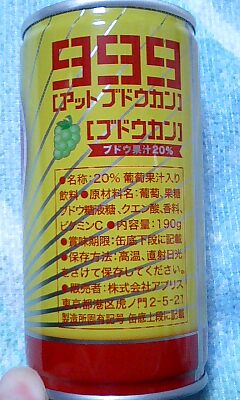 999
[アットブドウカン]
[ブドウカン]
ブドウ果汁20%
●名称:20%葡萄果汁入り
飲料●原材料名:葡萄、果糖
ブドウ糖液糖、クエン酸、香料、
ビタミンC●内容量:190g
●賞味期限:缶底下段に記載
●保存方法:高温、直射日光
をさけて保存してください。
●販売者:株式会社アプリス
東京都港区虎ノ門2-5-21
製造所固有記号 缶底上段に記載